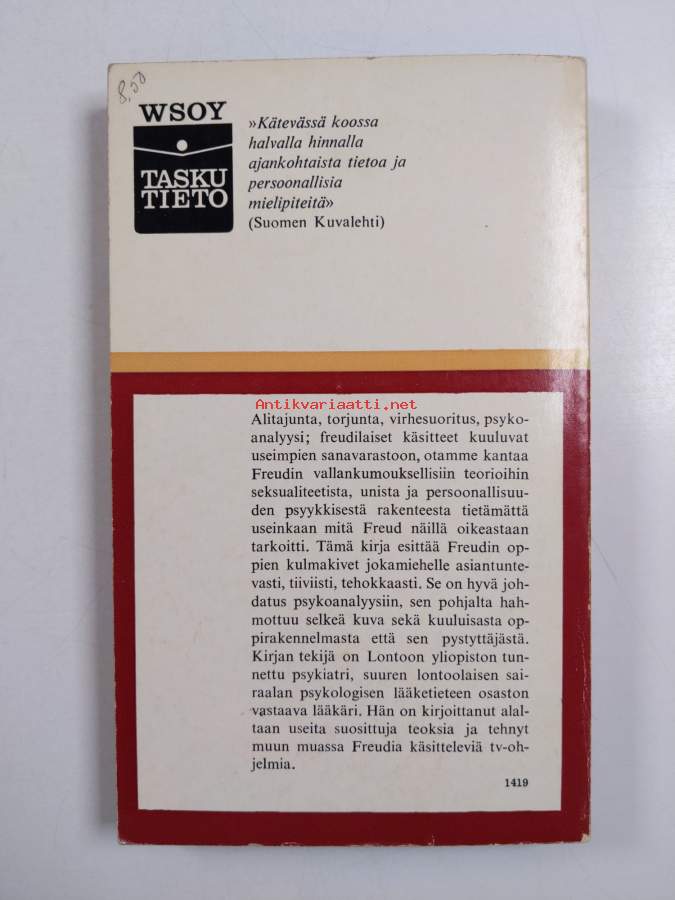 8,50
WSOY
TASKU
TIETO
»Kätevässä koossa
halvalla hinnalla
ajankohtaista tietoa ja
persoonallisia
mielipiteitä»
(Suomen Kuvalehti)
Antikvariaatti.net
Alitajunta, torjunta, virhesuoritus, psyko-
analyysi; freudilaiset käsitteet kuuluvat
useimpien sanavarastoon, otamme kantaa
Freudin vallankumouksellisiin teorioihin
seksualiteetista, unista ja persoonallisuu-
den psyykkisestä rakenteesta tietämättä
useinkaan mitä Freud näillä oikeastaan
tarkoitti. Tämä kirja esittää Freudin op-
pien kulmakivet jokamiehelle asiantunte-
vasti, tiiviisti, tehokkaasti. Se on hyvä joh-
datus psykoanalyysiin, sen pohjalta hah-
mottuu selkeä kuva sekä kuuluisasta op-
pirakennelmasta että sen pystyttäjästä.
Kirjan tekijä on Lontoon yliopiston tun-
nettu psykiatri, suuren lontoolaisen sai-
raalan psykologisen lääketieteen osaston
vastaava lääkäri. Hän on kirjoittanut alal-
taan useita suosittuja teoksia ja tehnyt
muun muassa Freudia käsitteleviä tv-oh-
jelmia.
1419